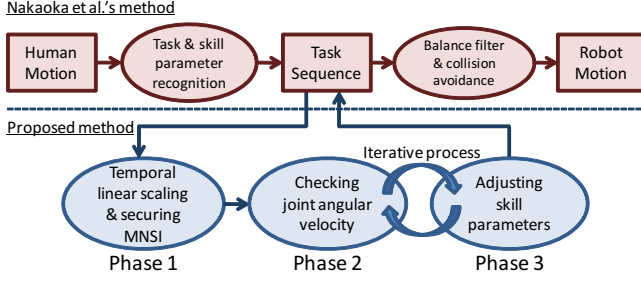 Nakaoka et al.'s method
Human
Motion
Task & skill
parameter
recognition
Task
Sequence
Balance filter
& collision
avoidance
Robot
Motion
Proposed method
Temporal
linear scaling
& securing
MNSI
Checking
joint angular
velocity
Iterative process
Adjusting
skill
parameters
Phase 1
Phase 2
Phase 3